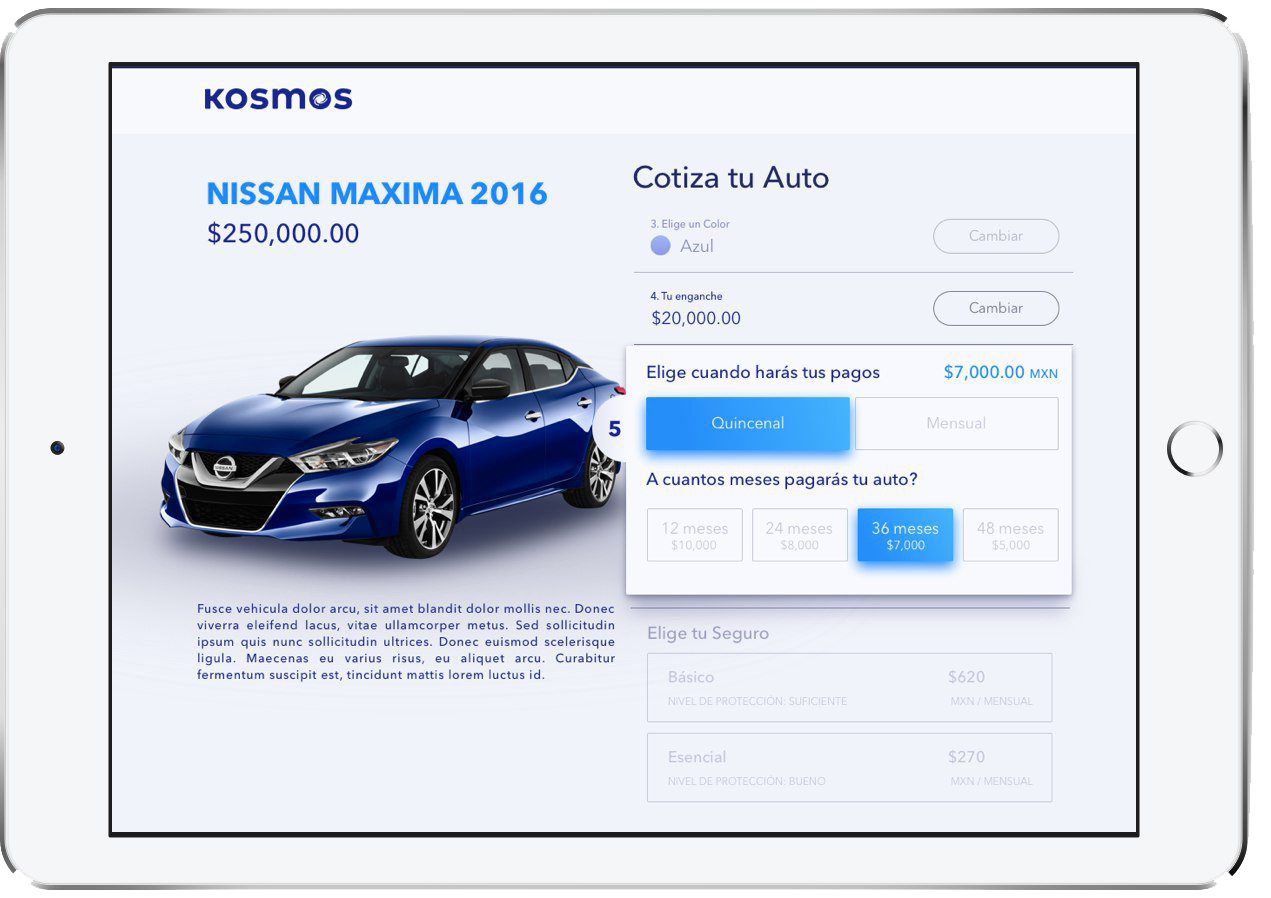 KOSMOS
NISSAN MAXIMA 2016
$250,000.00
NISSAN
Fusce vehicula dolor arcu, sit amet blandit dolor mollis nec. Donec
viverra eleifend lacus, vitae ullamcorper metus. Sed sollicitudin
ipsum quis nunc sollicitudin ultrices. Donec euismod scelerisque
ligula. Maecenas eu varius risus, eu aliquet arcu. Curabitur
fermentum suscipit est, tincidunt mattis lorem luctus id.
Cotiza tu Auto
3. Elige un Color
Azul
Cambiar
4. Tu enganche
$20,000.00
Cambiar
5
Elige cuando harás tus pagos $7,000.00 MXN
Quincenal Mensual
A cuantos meses pagarás tu auto?
12 meses 24 meses 36 meses 48 meses
$10,000 $8,000 $7,000 $5,000
Elige tu Seguro
Básico $620
NIVEL DE PROTECCIÓN: SUFICIENTE MXN / MENSUAL
Esencial $270
NIVEL DE PROTECCIÓN: BUENO MXN / MENSUAL